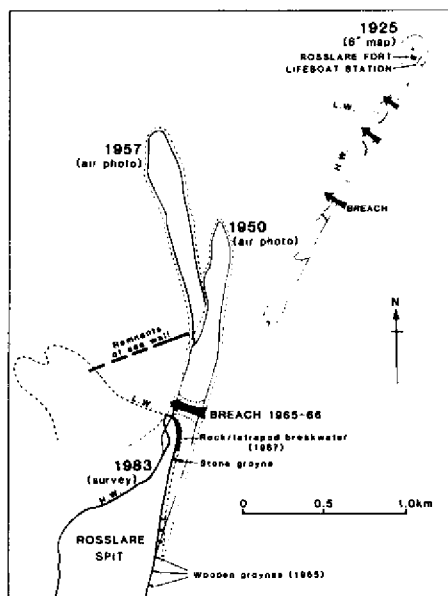 1925
(6" map)
ROSSLARE FORT
LIFEBOAT STATION
L.W.
H.W.
BREACH
1957
(air photo)
1950
(air photo)
N
Remnants
of sea wall
L.W.
BREACH 1965-66
Rock/tetrapod breakwater
(1967)
Stone groyne
1983
(survey)
H.W.
0 0.5 1.0km
ROSSLARE
SPIT
Wooden groynes (1965)